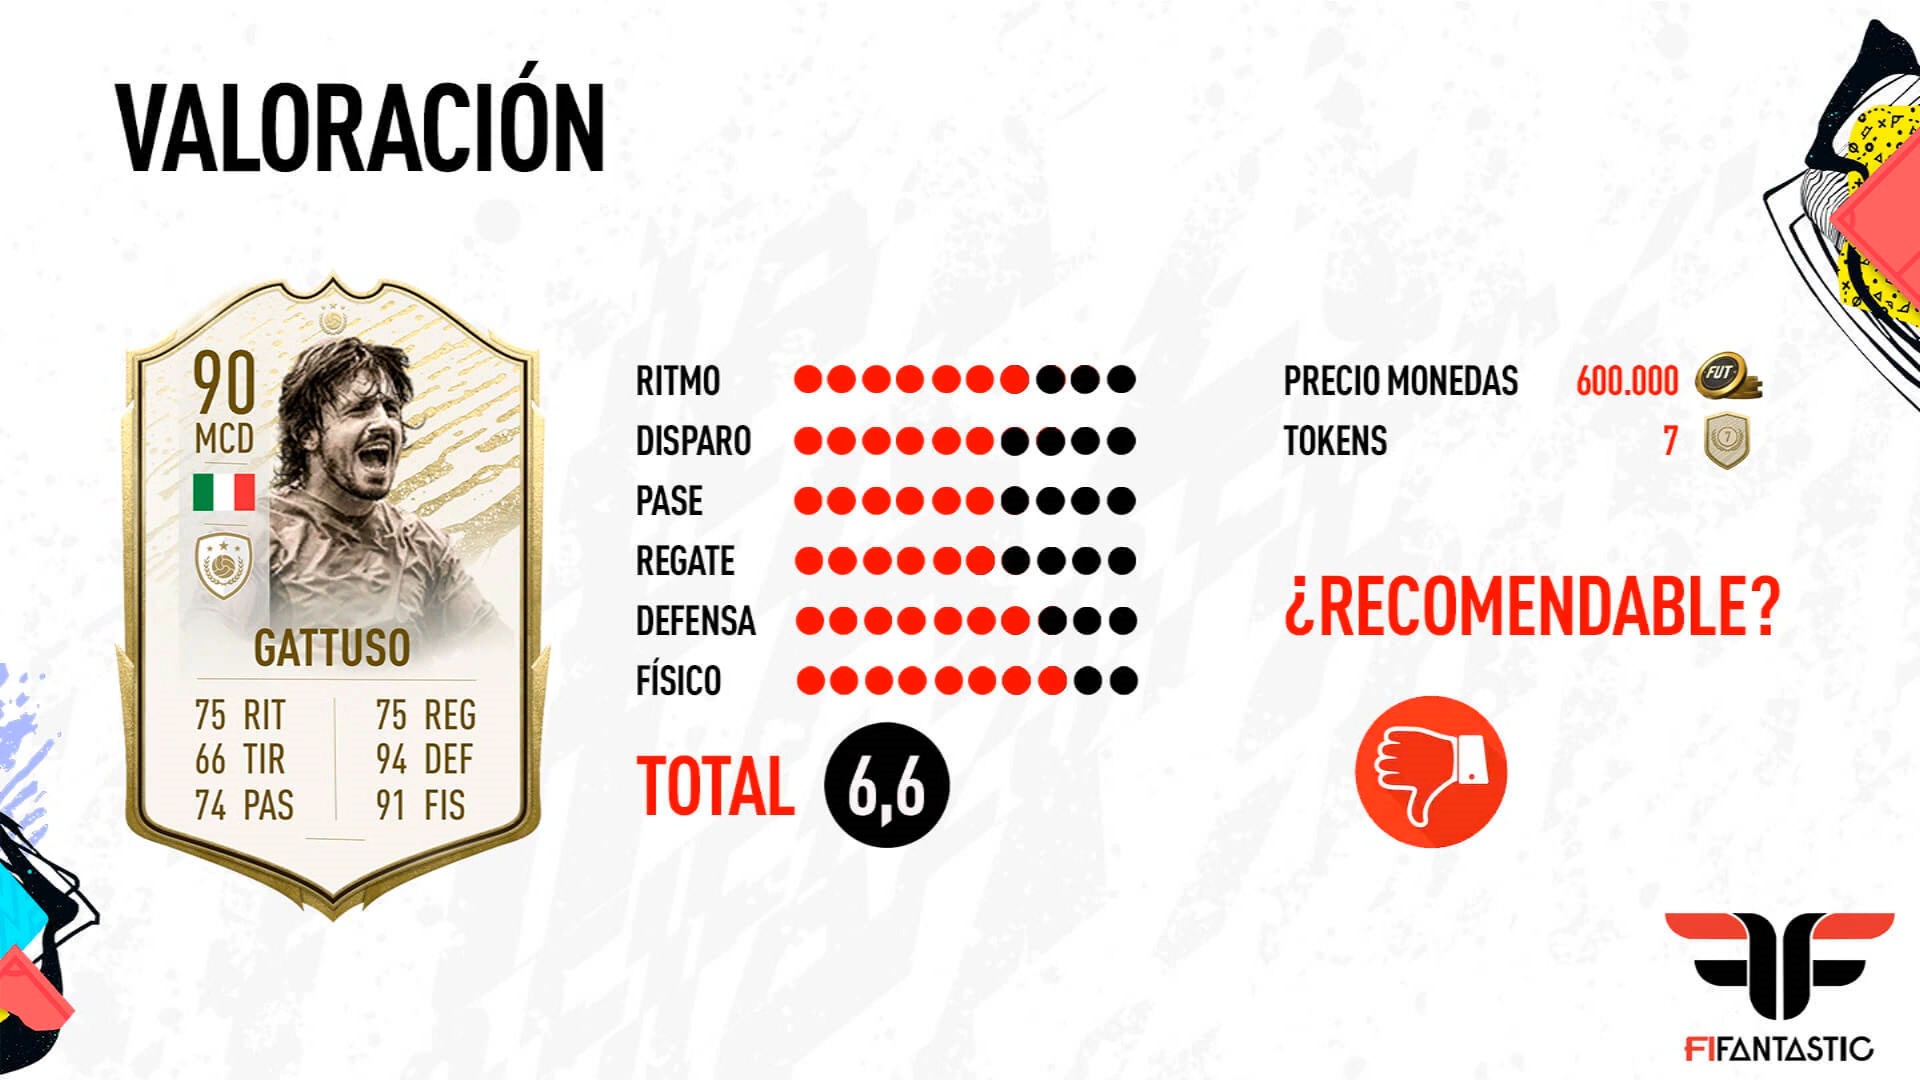 VALORACIÓN
90
MCD
GATTUSO
75 RIT
75 REG
66 TIR
94 DEF
74 PAS
91 FIS
RITMO
DISPARO
PASE
REGATE
DEFENSA
FÍSICO
TOTAL 6,6
PRECIO MONEDAS 600.000
FUT
TOKENS 7
7
¿RECOMENDABLE?
FIFANTASTIC